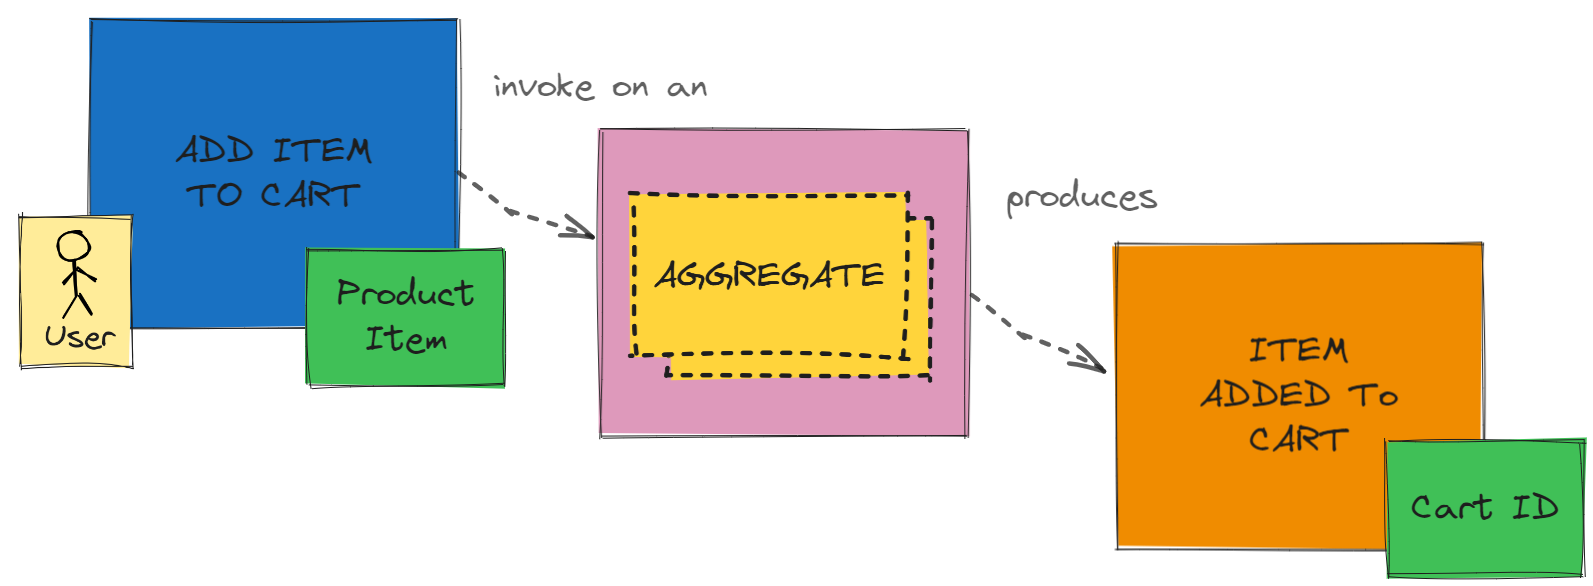 ADD ITEM
TO CART
User
Product
Item
invoke on an
AGGREGATE
produces
ITEM
ADDED To
CART
Cart ID